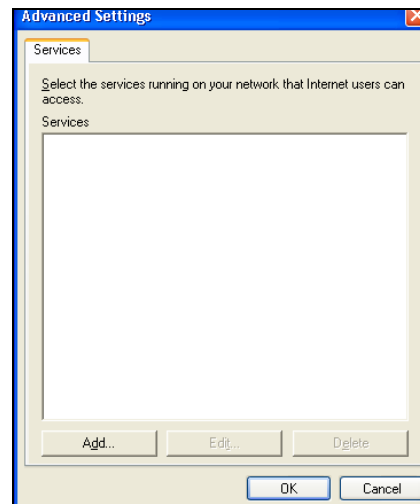 Advanced Settings
Services
Select the services running on your network that Internet users can
access.
Services
Add... Edit... Delete
OK Cancel